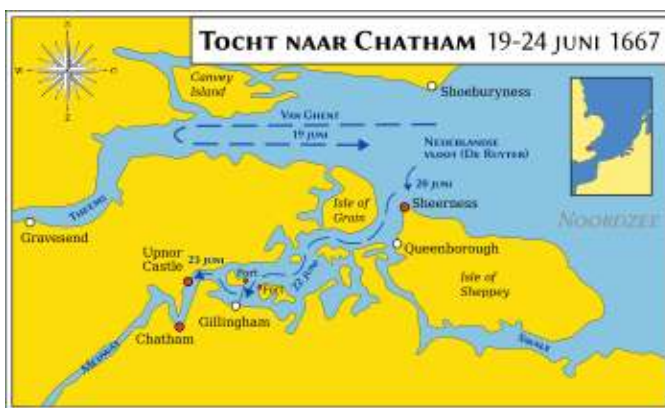 Tocht naar Chatham 19-24 juni 1667
N
W
O
Z
Canvey
Island
Shoeburyness
Van Ghent
19 juni
Nederlandse
vloot (De Ruyter)
20 juni
Theems
Isle of
Grain
Sheerness
Noordzee
Gravesend
Upnor
Castle
23 juni
Fort
Fort
22 juni
Queenborough
Isle of
Sheppey
Gillingham
Chatham
Medway
Swale